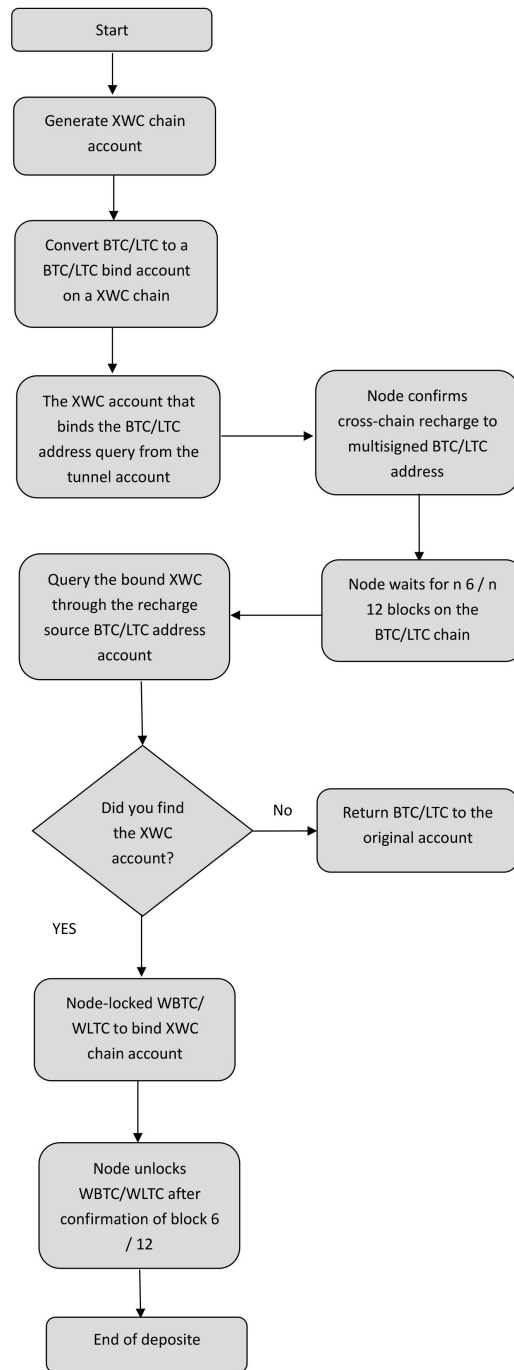 Start
Generate XWC chain
account
Convert BTC/LTC to a
BTC/LTC bind account
on a XWC chain
The XWC account that
binds the BTC/LTC
address query from the
tunnel account
Node confirms
cross-chain recharge to
multisigned BTC/LTC
address
Node waits for n 6 / n
12 blocks on the
BTC/LTC chain
Query the bound XWC
through the recharge
source BTC/LTC address
account
Did you find
the XWC
account?
No
Return BTC/LTC to the
original account
YES
Node-locked WBTC/
WLTC to bind XWC
chain account
Node unlocks
WBTC/WLTC after
confirmation of block 6
/ 12
End of deposite